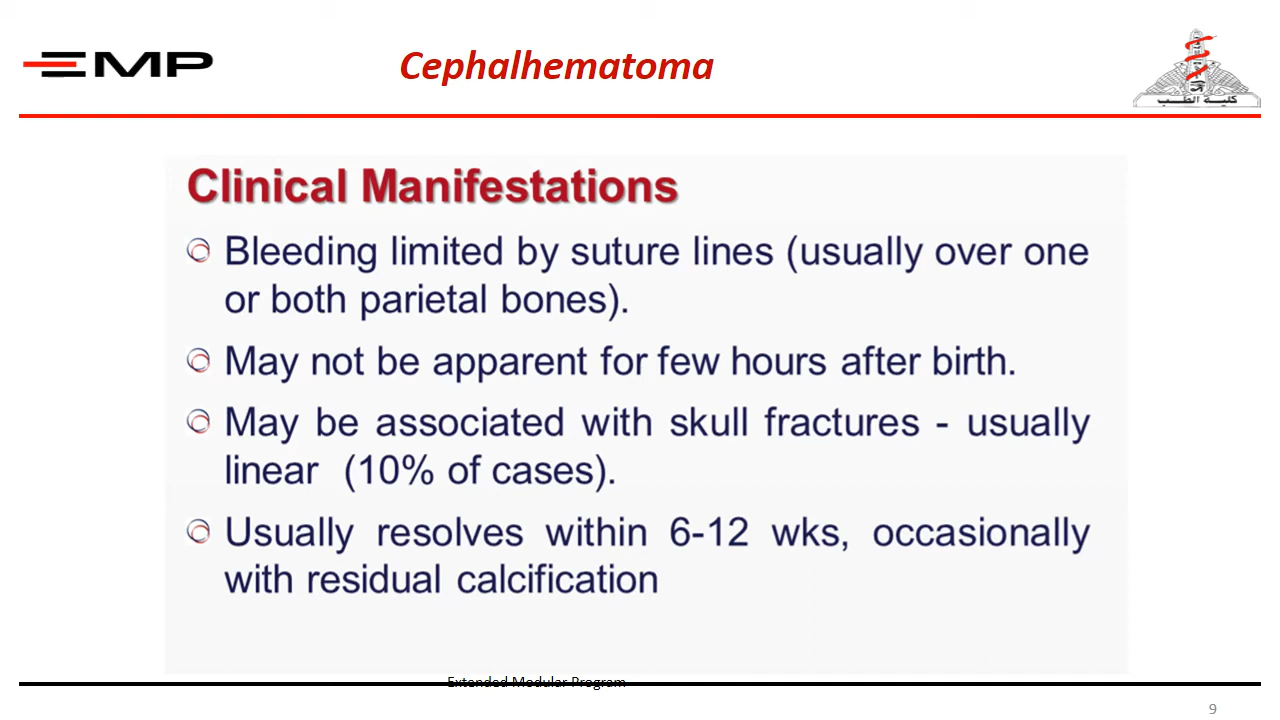 EMP
Cephalhematoma
كلية الطب
Clinical Manifestations
Bleeding limited by suture lines (usually over one
or both parietal bones).
May not be apparent for few hours after birth.
May be associated with skull fractures - usually
linear (10% of cases).
Usually resolves within 6-12 wks, occasionally
with residual calcification
Extended Modular Program
9